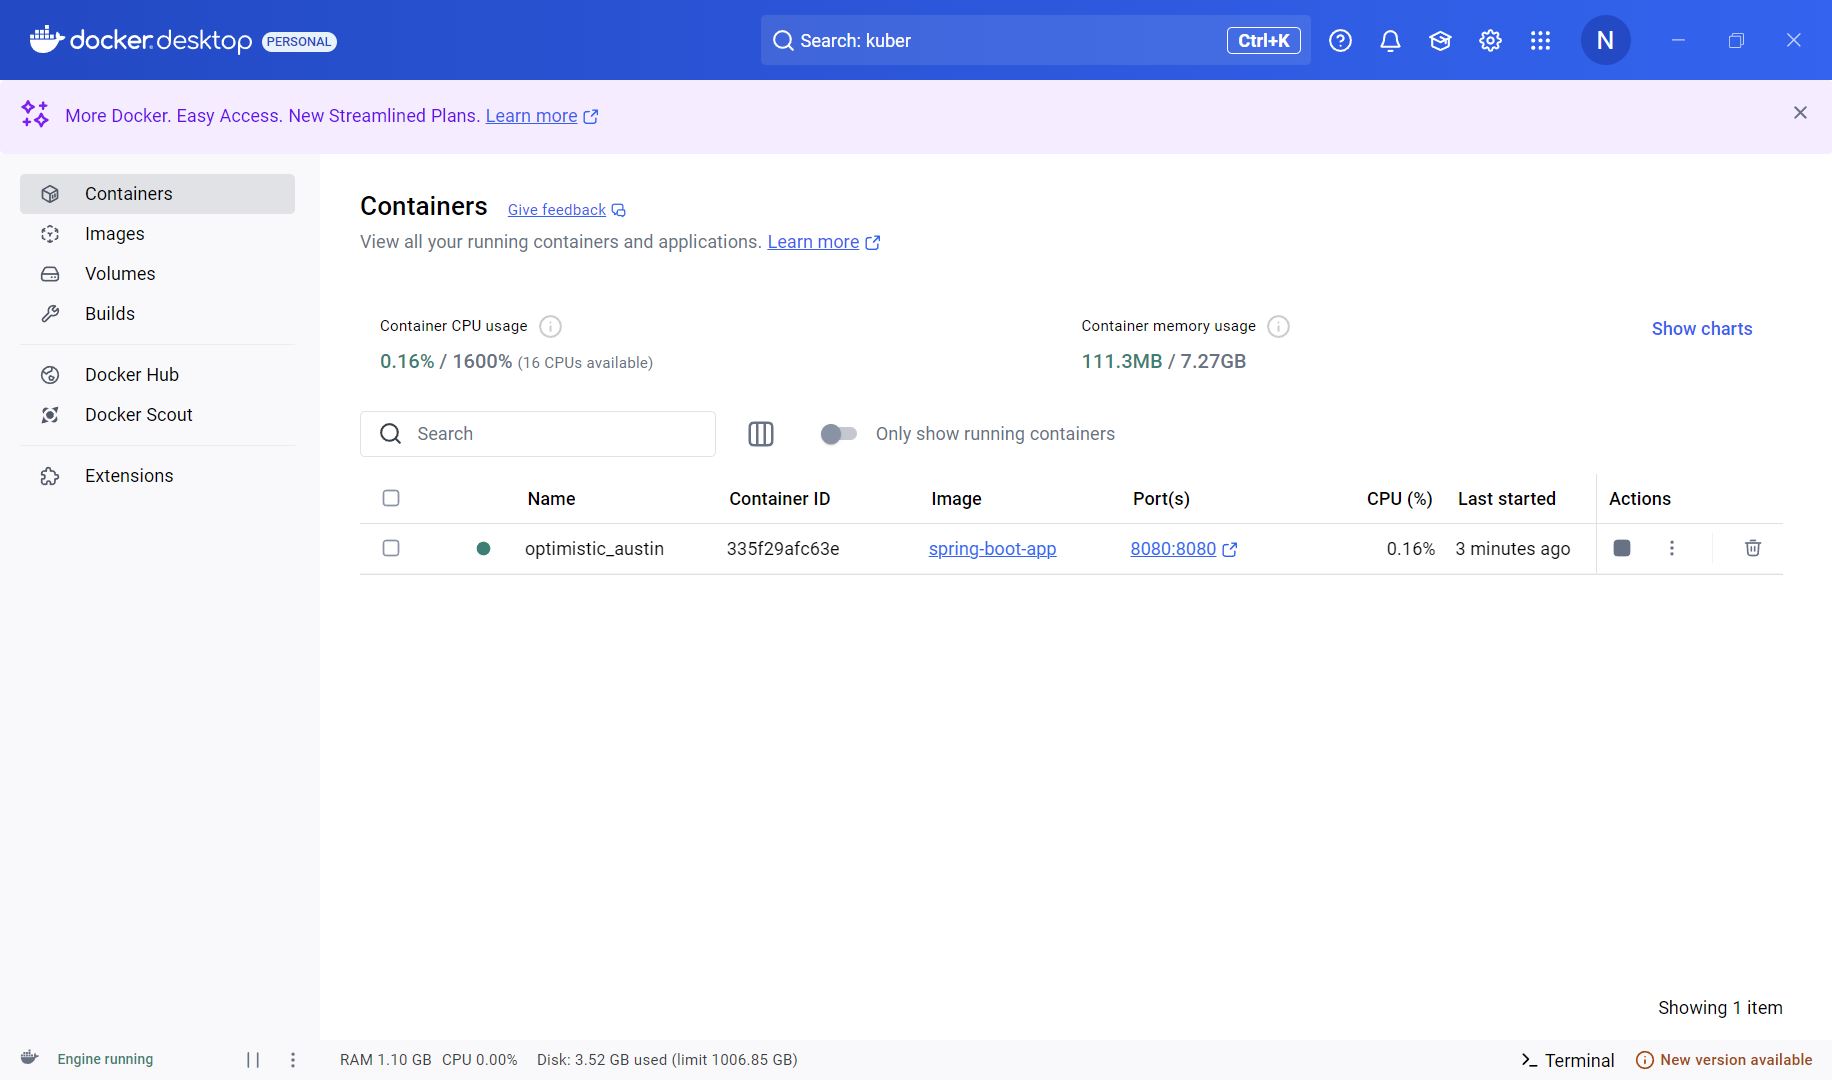 docker.desktop PERSONAL
Search: kuber
Ctrl+K
N
More Docker. Easy Access. New Streamlined Plans. Learn more
Containers
Images
Volumes
Builds
Docker Hub
Docker Scout
Extensions
Containers Give feedback
View all your running containers and applications. Learn more
Container CPU usage
0.16% / 1600% (16 CPUs available)
Container memory usage
111.3MB / 7.27GB
Show charts
Search
Only show running containers
Name Container ID Image Port(s) CPU (%) Last started Actions
optimistic_austin 335f29afc63e spring-boot-app 8080:8080 0.16% 3 minutes ago
Showing 1 item
Engine running
RAM 1.10 GB CPU 0.00% Disk: 3.52 GB used (limit 1006.85 GB)
Terminal
New version available